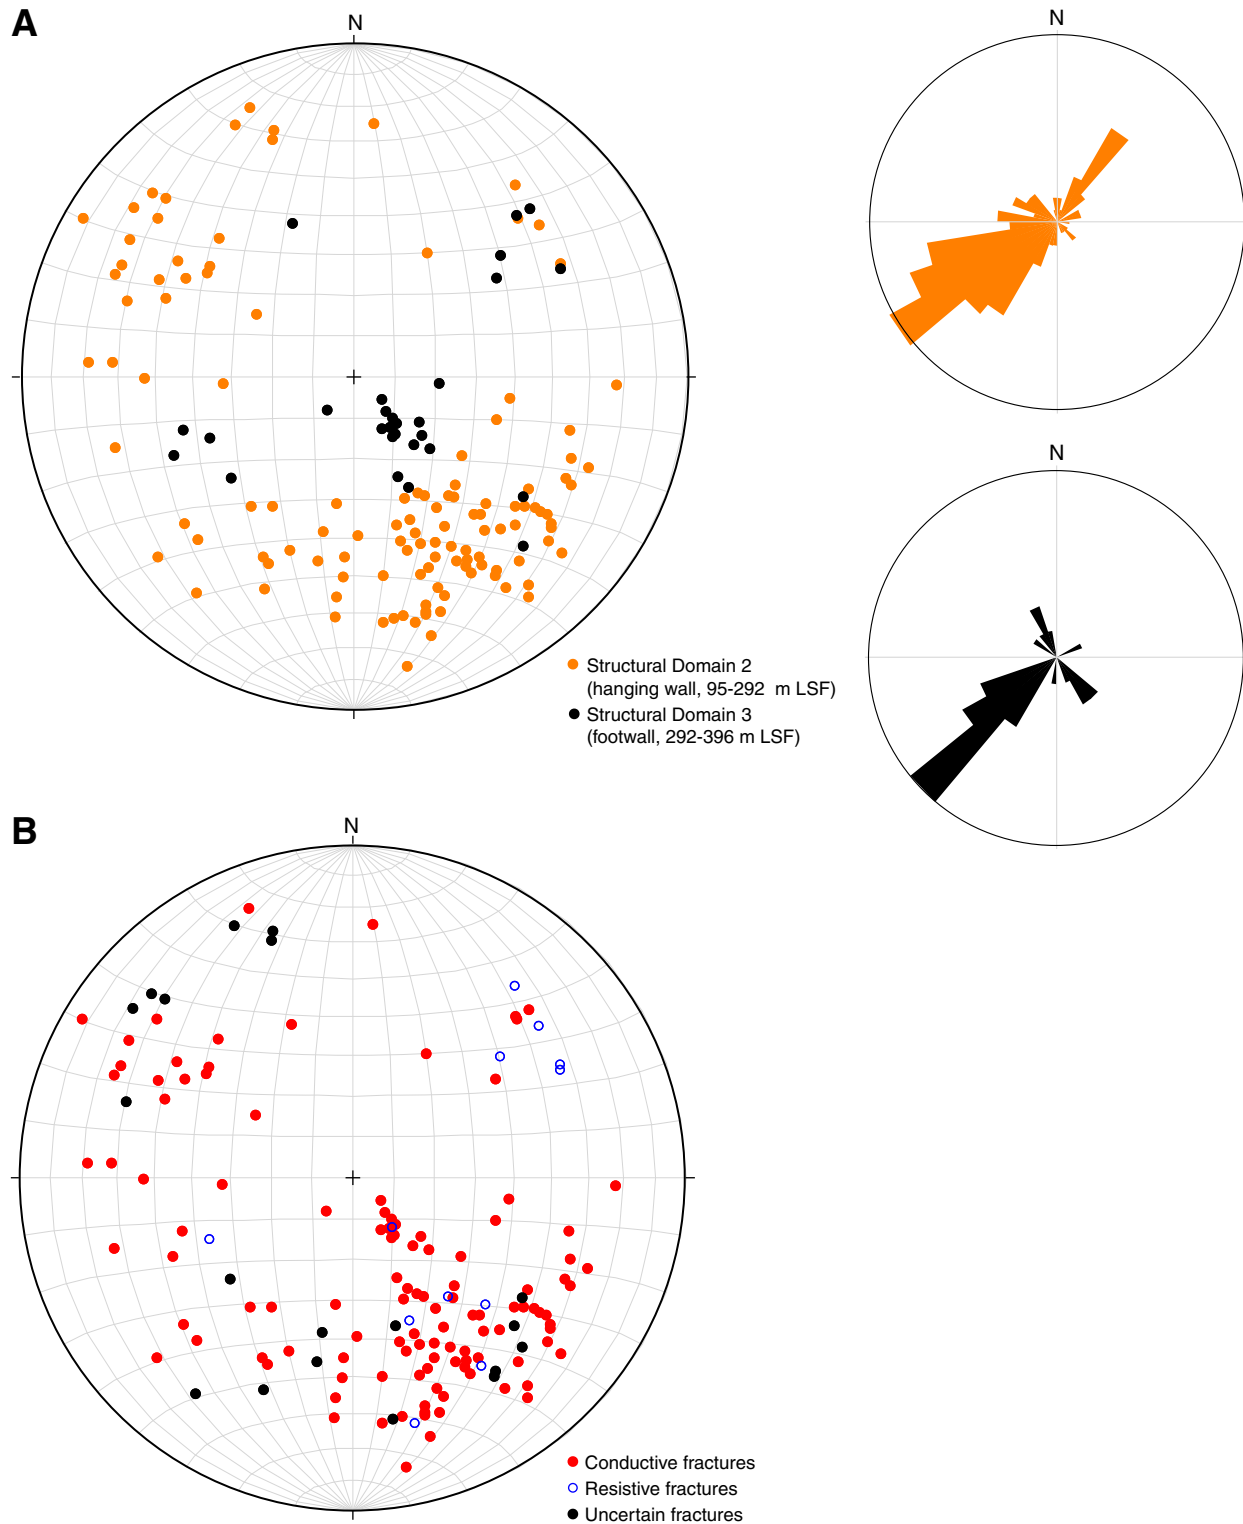 A
N
N
Structural Domain 2
(hanging wall, 95-292 m LSF)
Structural Domain 3
(footwall, 292-396 m LSF)
N
B
N
Conductive fractures
Resistive fractures
Uncertain fractures